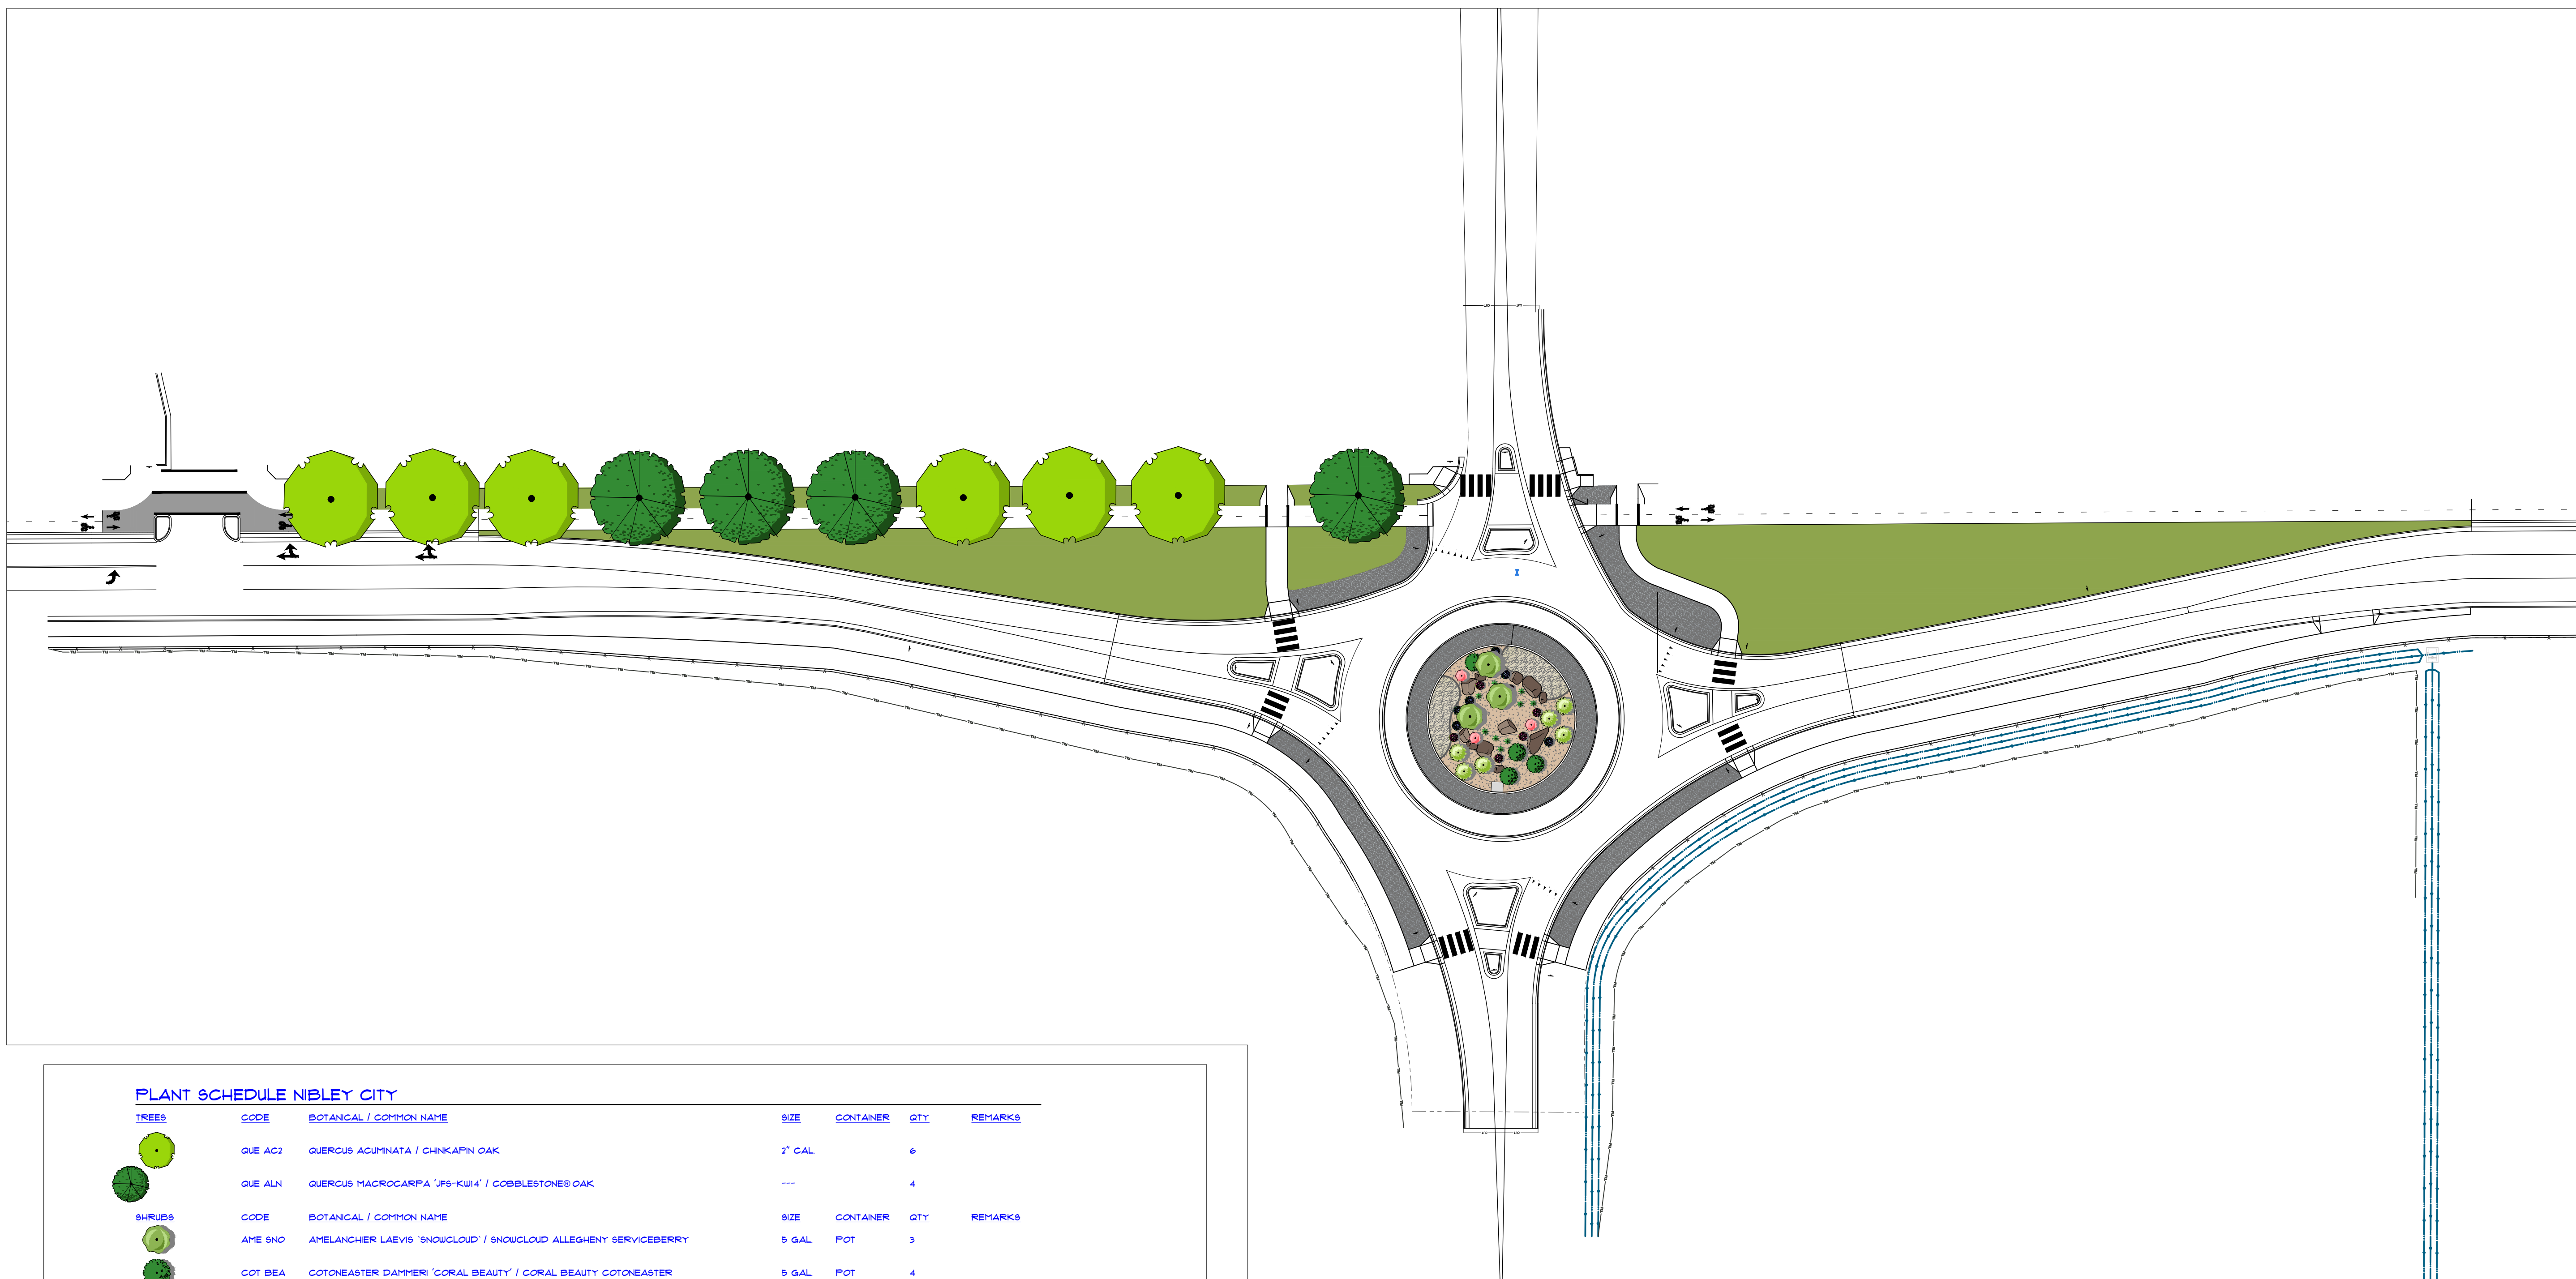 PLANT SCHEDULE NIBLEY CITY
TREES CODE BOTANICAL / COMMON NAME SIZE CONTAINER QTY REMARKS
QUE AC2 QUERCUS ACUMINATA / CHINKAPIN OAK 2" CAL. 6
QUE ALN QUERCUS MACROCARPA 'JFS-KW14' / COBBLESTONE® OAK --- 4
SHRUBS CODE BOTANICAL / COMMON NAME SIZE CONTAINER QTY REMARKS
AME SNO AMELANCHIER LAEVIS `SNOWCLOUD` / SNOWCLOUD ALLEGHENY SERVICEBERRY 5 GAL. POT 3
COT BEA COTONEASTER DAMMERI 'CORAL BEAUTY' / CORAL BEAUTY COTONEASTER 5 GAL. POT 4